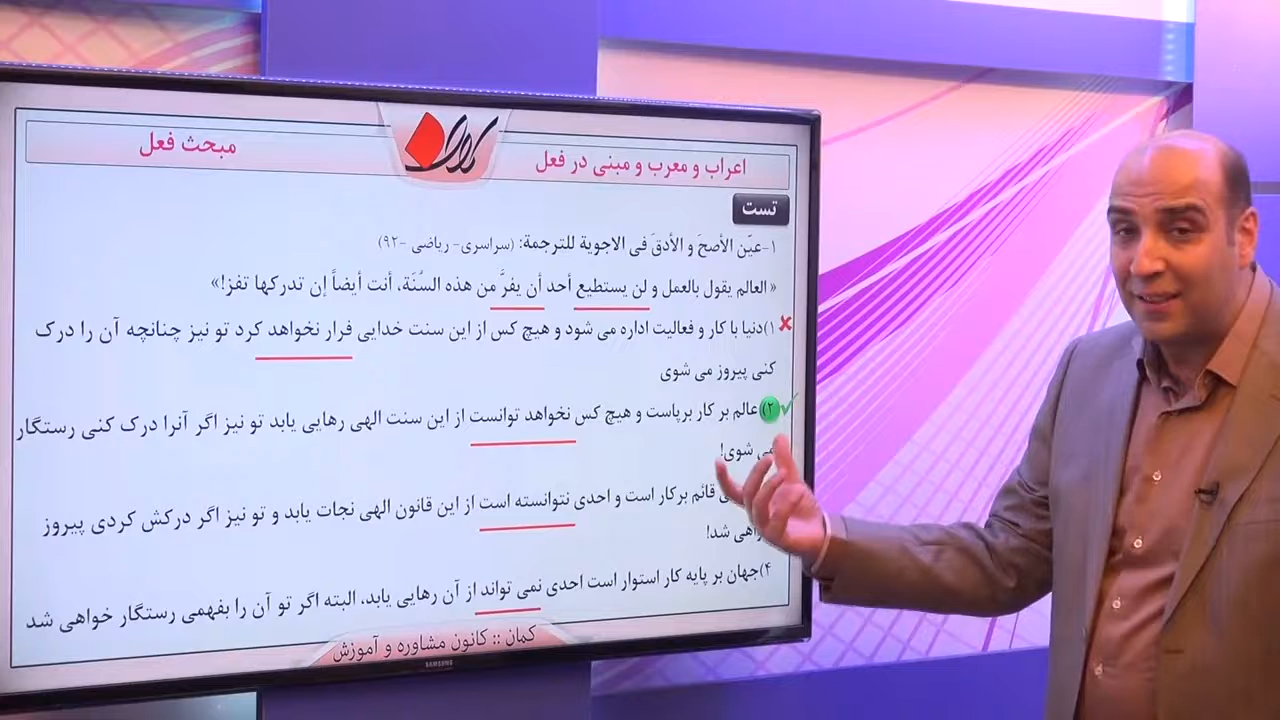 اعراب و معرب و مبنی در فعل
مبحث فعل
تست
۱-عیّن الأصحَ و الأدقَ فی الاجویة للترجمة: (سراسری- ریاضی -۹۲)
« العالم یقول بالعمل و لن یستطیع أحد أن یفرَّ من هذه السُنَة، أنت أیضاً إن تدرکها تفز!»
۱)دنیا با کار و فعالیت اداره می شود و هیچ کس از این سنت خدایی فرار نخواهد کرد تو نیز چنانچه آن را درک
کنی پیروز می شوی
۲)عالم بر کار برپاست و هیچ کس نخواهد توانست از این سنت الهی رهایی یابد تو نیز اگر آنرا درک کنی رستگار
می شوی!
قائم برکار است و احدی نتوانسته است از این قانون الهی نجات یابد و تو نیز اگر درکش کردی پیروز
شد!
۴)جهان بر پایه کار استوار است احدی نمی تواند از آن رهایی یابد، البته اگر تو آن را بفهمی رستگار خواهی شد
کمان :: کانون مشاوره و آموزش
SAMSUNG